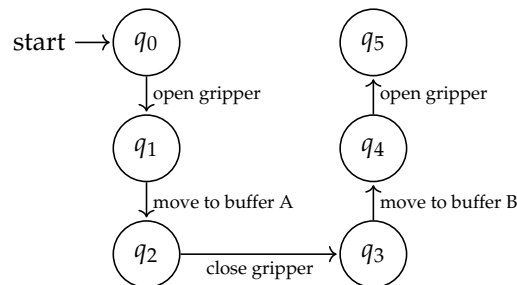 start q0 q5
open gripper open gripper
q1 q4
move to buffer A move to buffer B
q2 close gripper q3